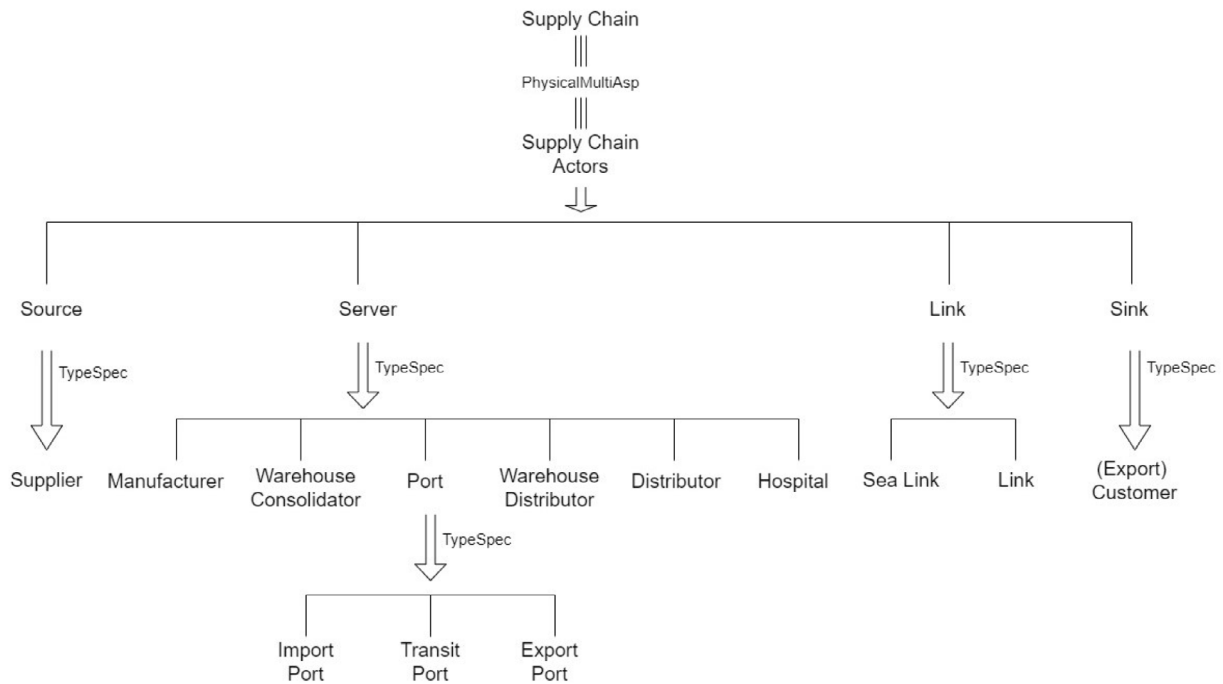 Supply Chain
PhysicalMultiAsp
Supply Chain
Actors
Source
Server
Link
Sink
TypeSpec
TypeSpec
TypeSpec
TypeSpec
Supplier
Manufacturer
Warehouse
Consolidator
Port
Warehouse
Distributor
Distributor
Hospital
Sea Link
Link
(Export)
Customer
TypeSpec
Import
Port
Transit
Port
Export
Port